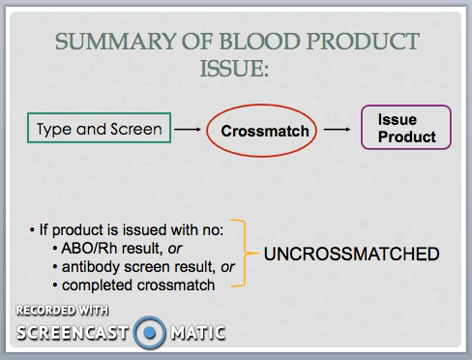 SUMMARY OF BLOOD PRODUCT
ISSUE:
Type and Screen
Crossmatch
Issue
Product
• If product is issued with no:
• ABO/Rh result, or
• antibody screen result, or
• completed crossmatch
UNCROSSMATCHED
RECORDED WITH
SCREENCAST MATIC